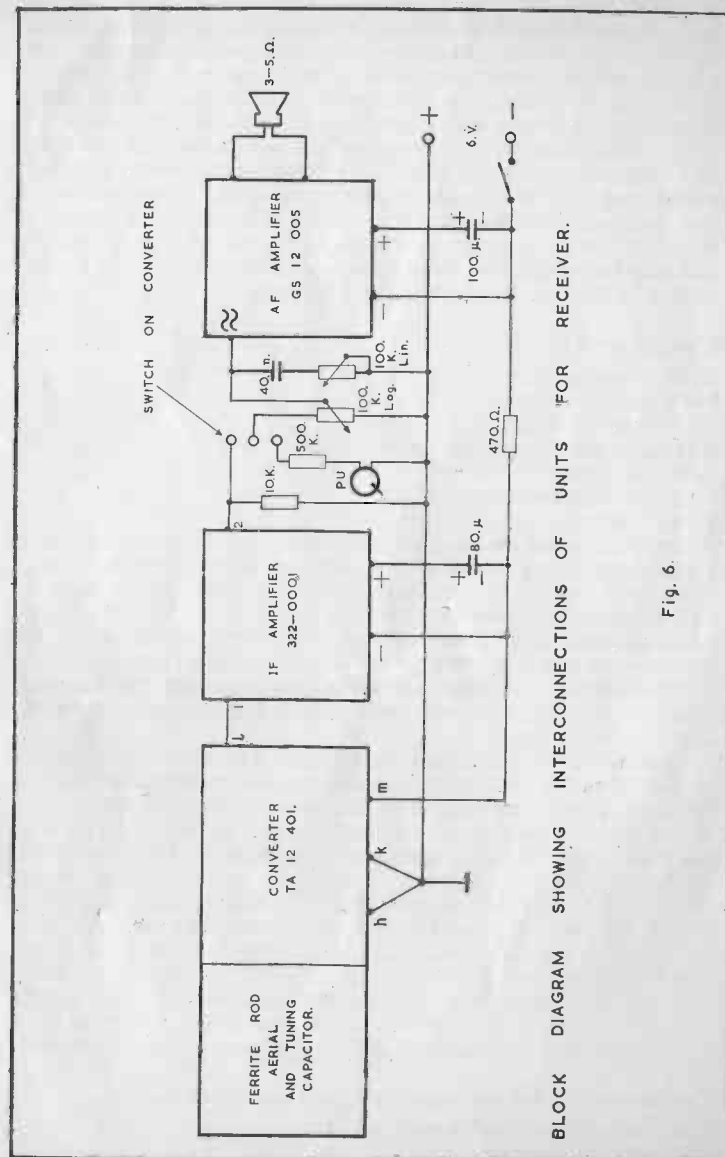 FERRITE ROD
AERIAL
AND TUNING
CAPACITOR.
CONVERTER
TA 12 401.
h
k
m
IF AMPLIFIER
322-000
1
2
10.K.
PU
500.
K.
SWITCH ON CONVERTER
100.
K.
Log.
40.n.
100.
K.
Lin.
AF AMPLIFIER
GS 12 005
3-5.Ω.
+
−
80.μ
+
−
470.Ω.
+
−
100.μ
+
−
+
−
6.V.
+
−
Fig. 6.
BLOCK DIAGRAM SHOWING INTERCONNECTIONS OF UNITS FOR RECEIVER.